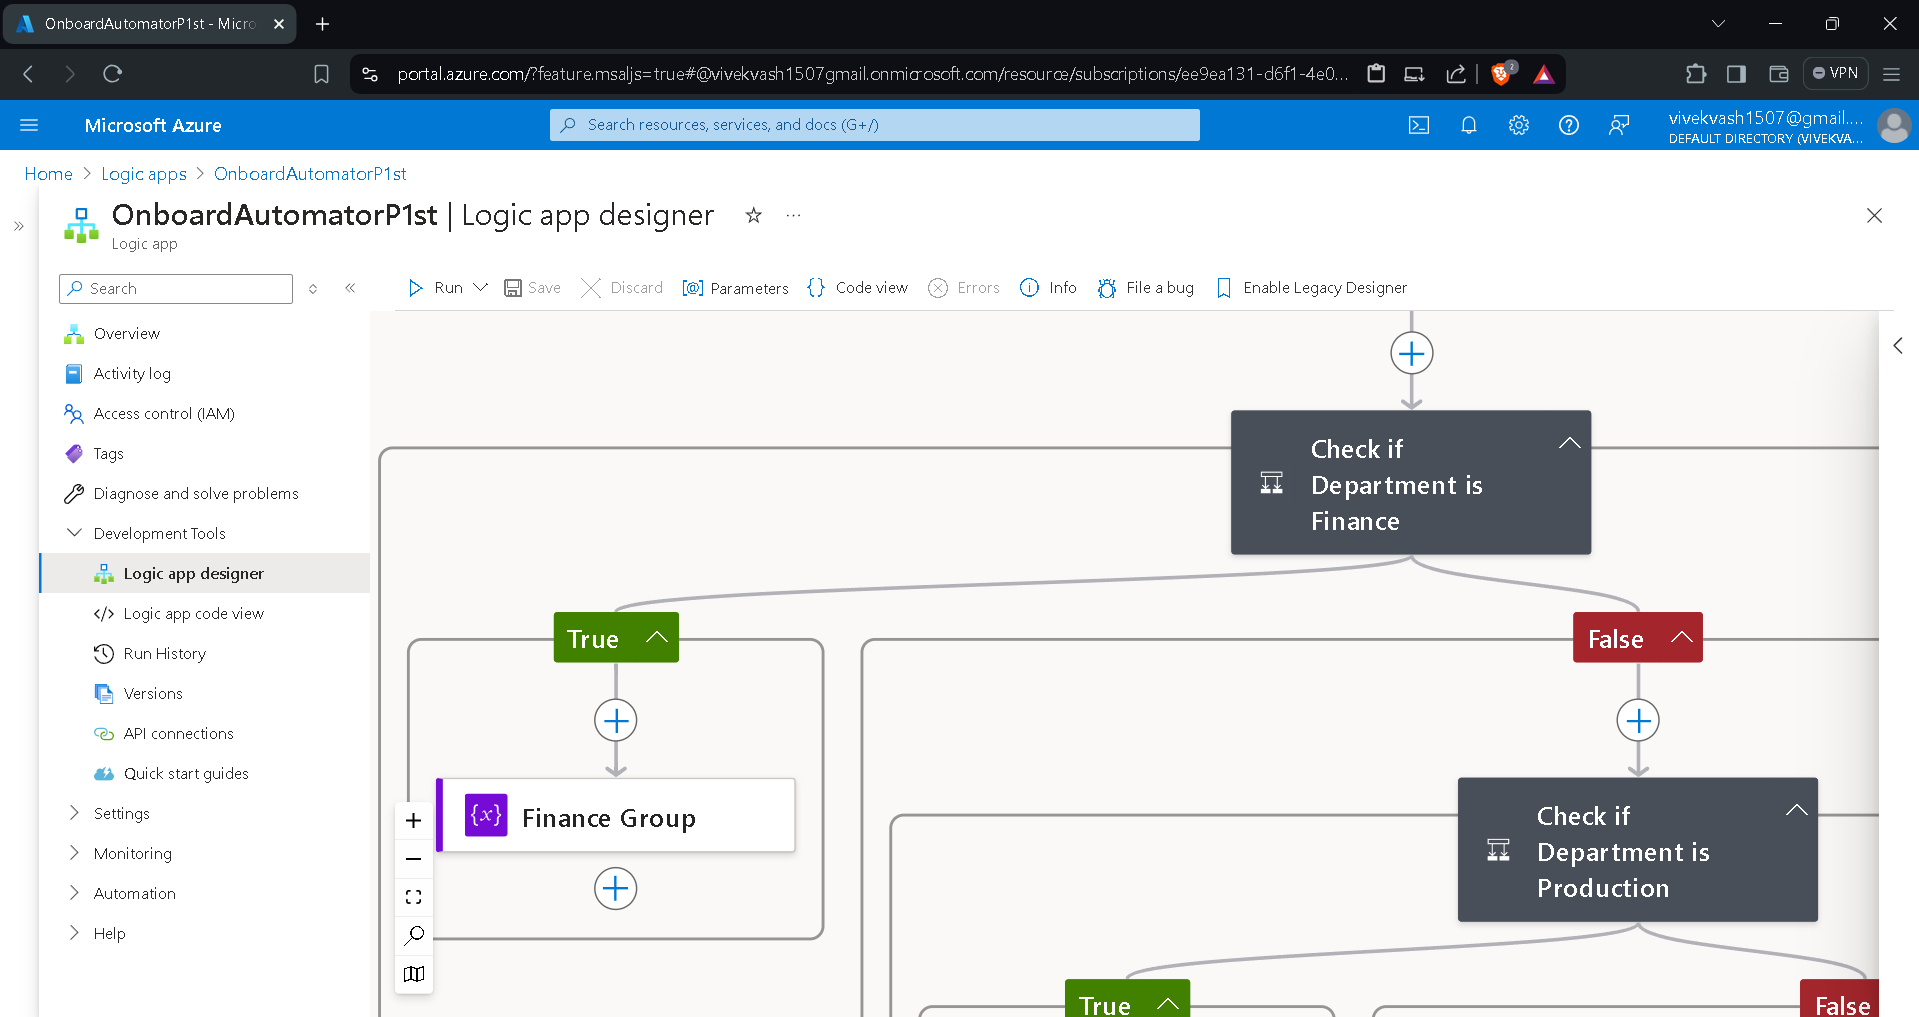 OnboardAutomatorP1st - Micro
portal.azure.com/?feature.msaljs=true#@vivekvash1507gmail.onmicrosoft.com/resource/subscriptions/ee9ea131-d6f1-4e0...
2
VPN
Microsoft Azure
Search resources, services, and docs (G+/)
vivekvash1507@gmail....
DEFAULT DIRECTORY (VIVEKVA...
Home > Logic apps > OnboardAutomatorP1st
OnboardAutomatorP1st | Logic app designer
Logic app
Search
Run
Save
Discard
Parameters
Code view
Errors
Info
File a bug
Enable Legacy Designer
Overview
Activity log
Access control (IAM)
Tags
Diagnose and solve problems
Development Tools
Logic app designer
Logic app code view
Run History
Versions
API connections
Quick start guides
Settings
Monitoring
Automation
Help
Check if
Department is
Finance
True
False
{x} Finance Group
Check if
Department is
Production
True
False